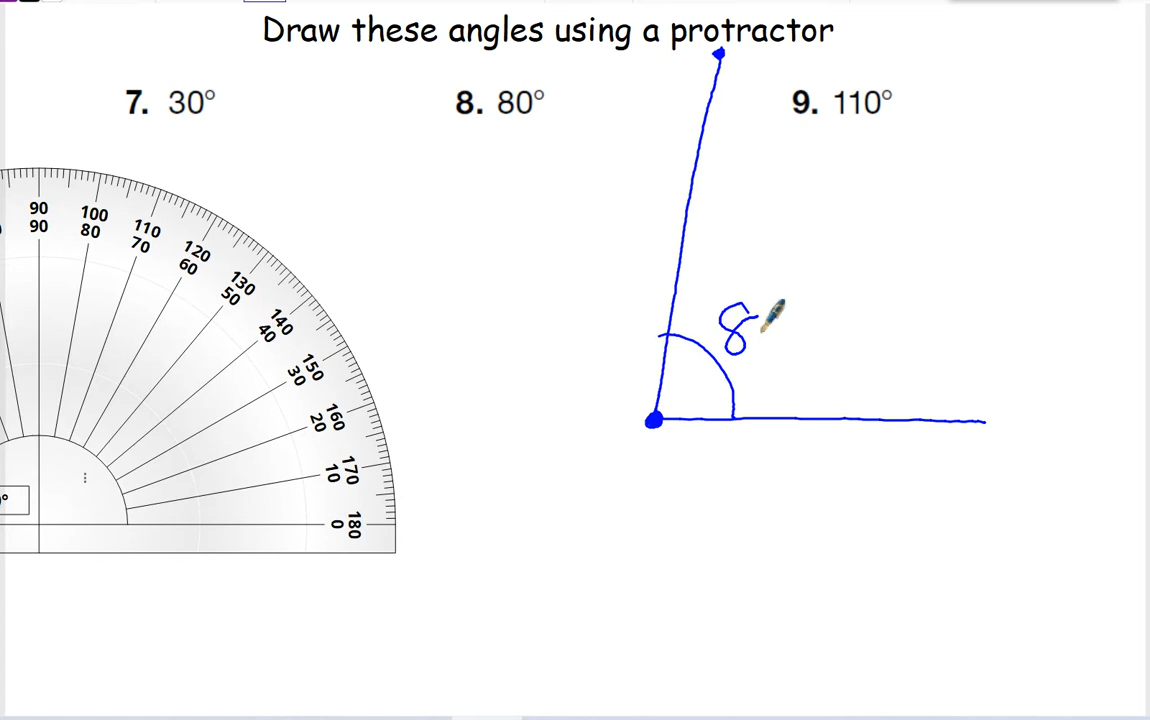 Draw these angles using a protractor
7. 30° 8. 80° 9. 110°
90 100 110 120 130 140 150 160 170 180
90 80 70 60 50 40 30 20 10 0
8